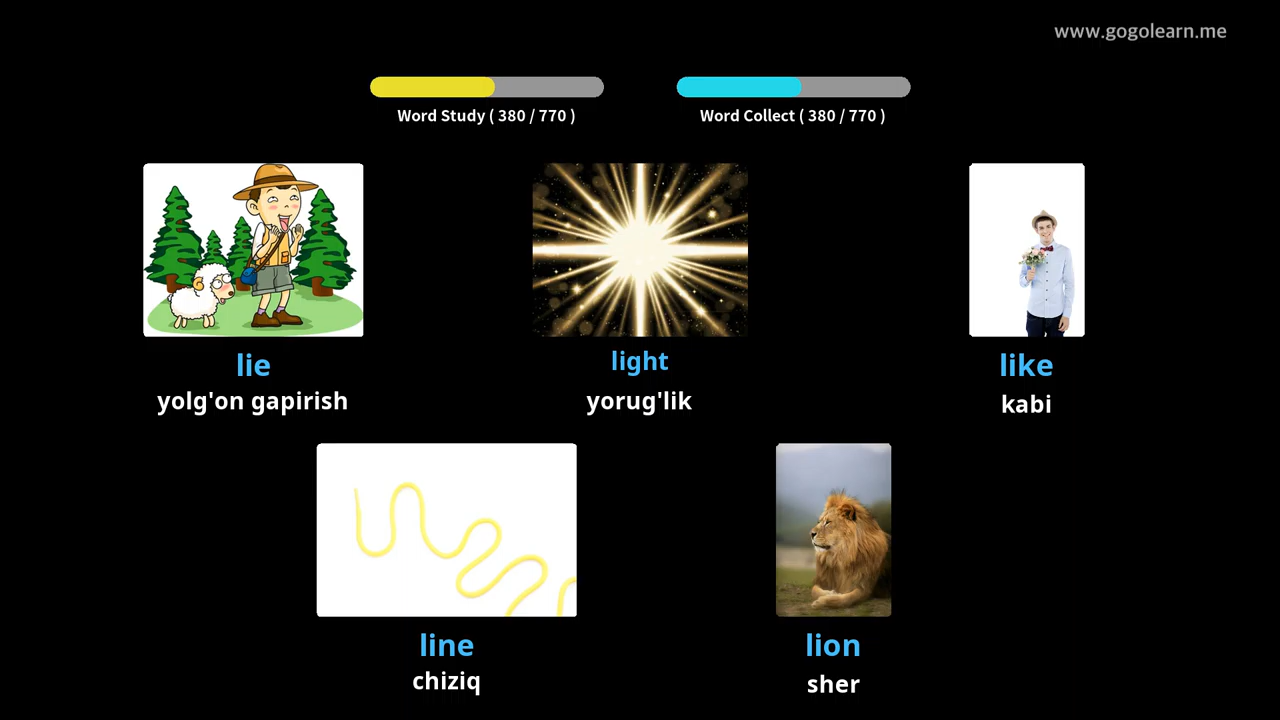 www.gogolearn.me
Word Study ( 380 / 770 )
Word Collect ( 380 / 770 )
lie
yolg'on gapirish
light
yorug'lik
like
kabi
line
chiziq
lion
sher